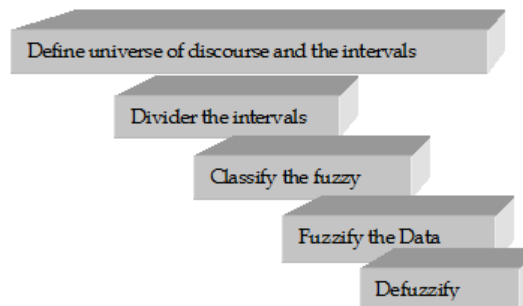 Define universe of discourse and the intervals
Divider the intervals
Classify the fuzzy
Fuzzify the Data
Defuzzify